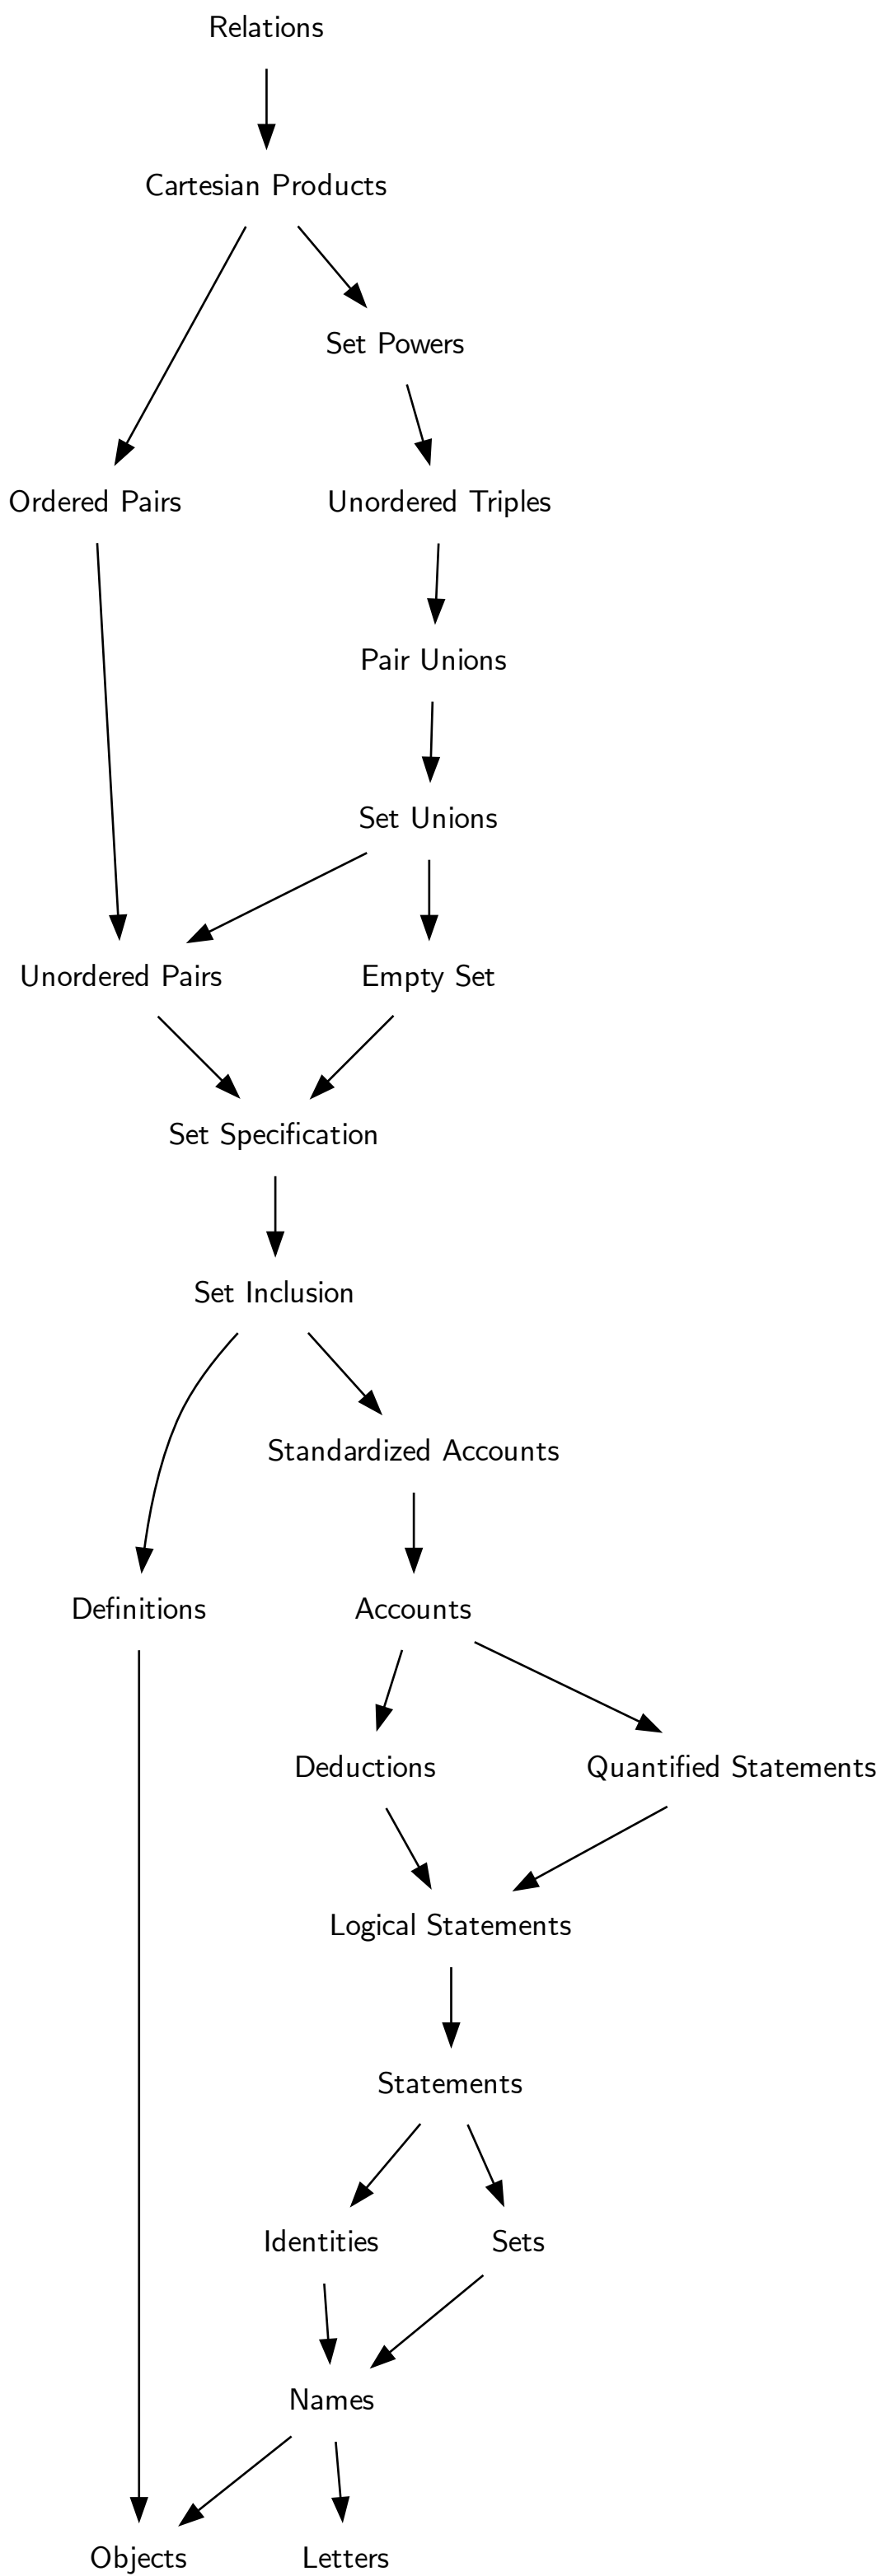 Relations
Cartesian Products
Set Powers
Ordered Pairs
Unordered Triples
Pair Unions
Set Unions
Unordered Pairs
Empty Set
Set Specification
Set Inclusion
Standardized Accounts
Definitions
Accounts
Deductions
Quantified Statements
Logical Statements
Statements
Identities
Sets
Names
Objects
Letters